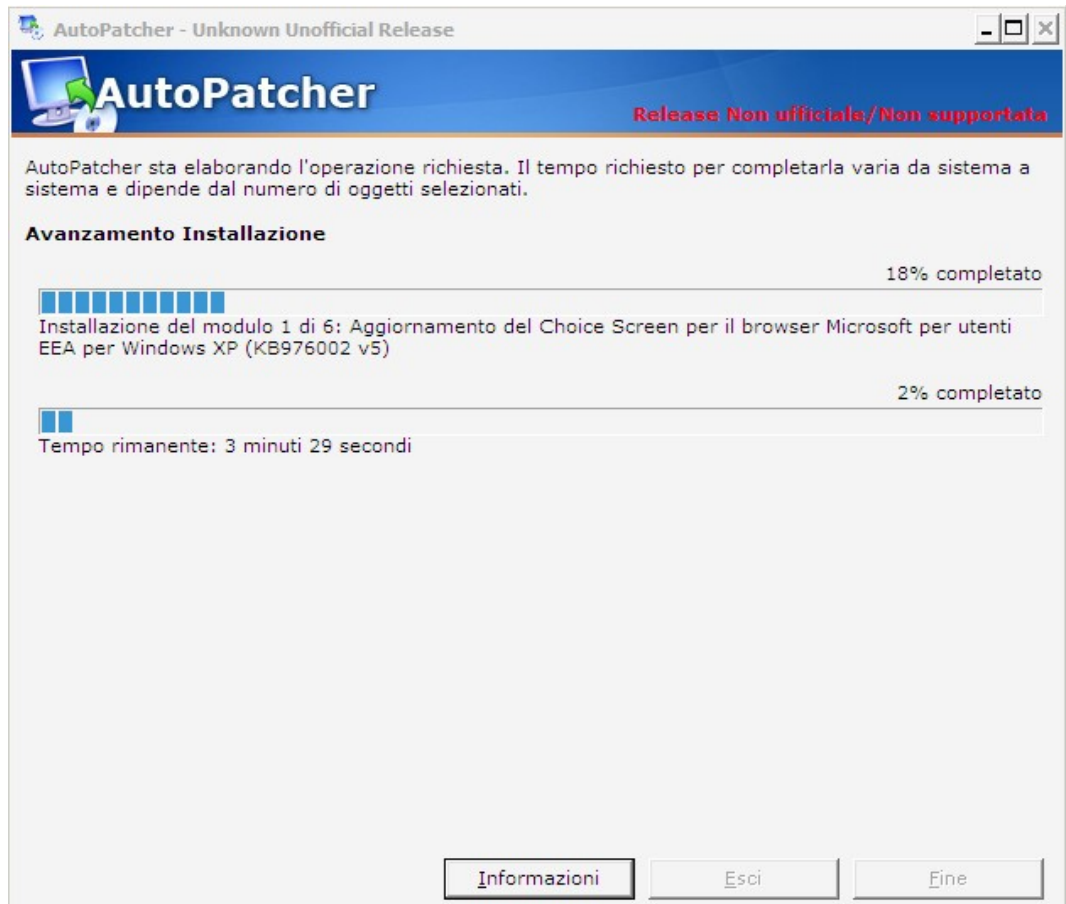 AutoPatcher - Unknown Unofficial Release
AutoPatcher
Release Non ufficiale/Non supportata
AutoPatcher sta elaborando l'operazione richiesta. Il tempo richiesto per completarla varia da sistema a
sistema e dipende dal numero di oggetti selezionati.
Avanzamento Installazione
18% completato
Installazione del modulo 1 di 6: Aggiornamento del Choice Screen per il browser Microsoft per utenti
EEA per Windows XP (KB976002 v5)
2% completato
Tempo rimanente: 3 minuti 29 secondi
Informazioni
Esci
Fine